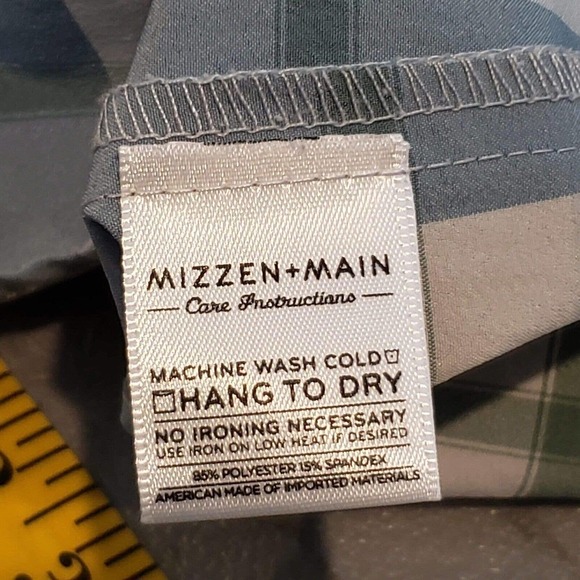 MIZZEN+MAIN
Care Instructions
MACHINE WASH COLD
HANG TO DRY
NO IRONING NECESSARY
USE IRON ON LOW HEAT IF DESIRED
85% POLYESTER 15% SPANDEX
AMERICAN MADE OF IMPORTED MATERIALS